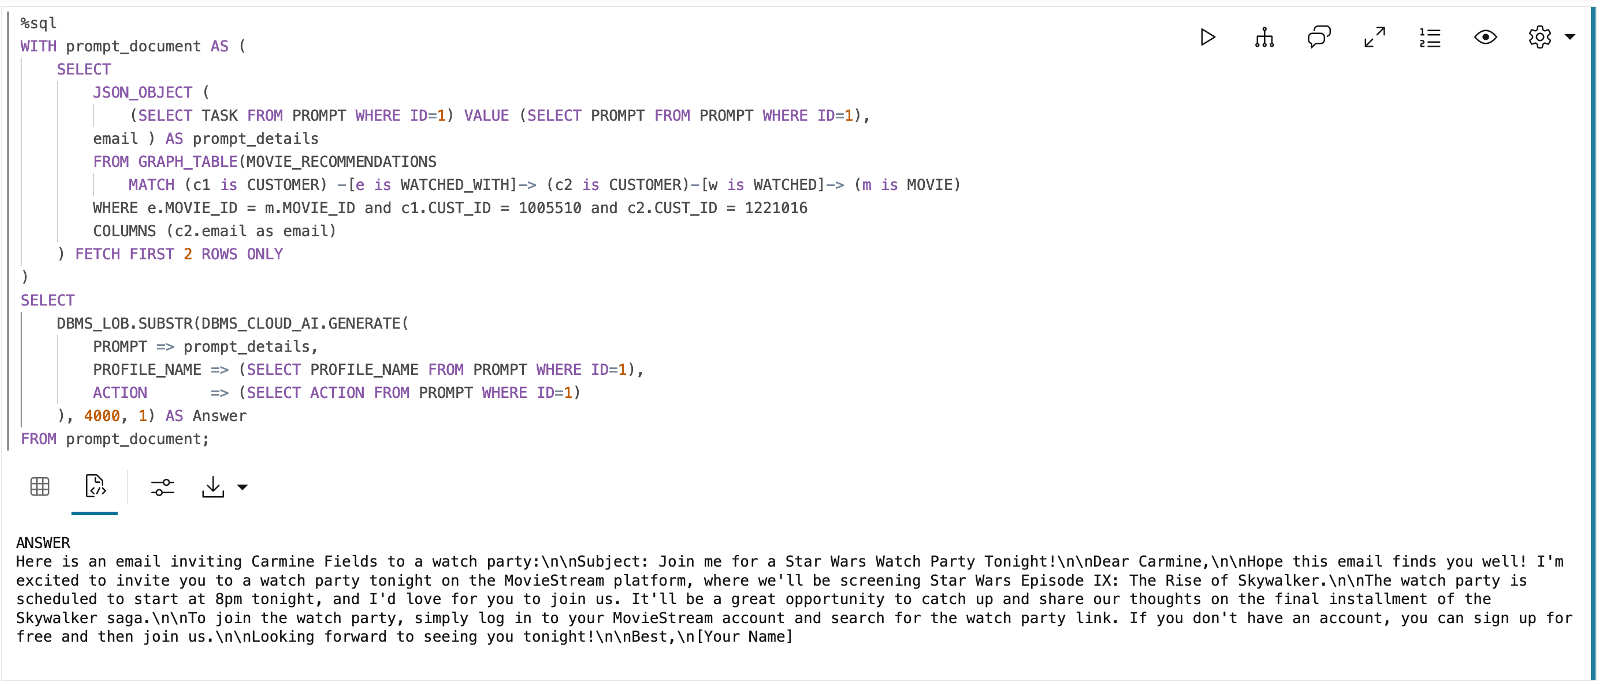 %sql
WITH prompt_document AS (
SELECT
JSON_OBJECT (
(SELECT TASK FROM PROMPT WHERE ID=1) VALUE (SELECT PROMPT FROM PROMPT WHERE ID=1),
email ) AS prompt_details
FROM GRAPH_TABLE(MOVIE_RECOMMENDATIONS
MATCH (c1 is CUSTOMER) -[e is WATCHED_WITH]-> (c2 is CUSTOMER)-[w is WATCHED]-> (m is MOVIE)
WHERE e.MOVIE_ID = m.MOVIE_ID and c1.CUST_ID = 1005510 and c2.CUST_ID = 1221016
COLUMNS (c2.email as email)
) FETCH FIRST 2 ROWS ONLY
)
SELECT
DBMS_LOB.SUBSTR(DBMS_CLOUD_AI.GENERATE(
PROMPT => prompt_details,
PROFILE_NAME => (SELECT PROFILE_NAME FROM PROMPT WHERE ID=1),
ACTION => (SELECT ACTION FROM PROMPT WHERE ID=1)
), 4000, 1) AS Answer
FROM prompt_document;
ANSWER
Here is an email inviting Carmine Fields to a watch party:\n\nSubject: Join me for a Star Wars Watch Party Tonight!\n\nDear Carmine,\n\nHope this email finds you well! I'm
excited to invite you to a watch party tonight on the MovieStream platform, where we'll be screening Star Wars Episode IX: The Rise of Skywalker.\n\nThe watch party is
scheduled to start at 8pm tonight, and I'd love for you to join us. It'll be a great opportunity to catch up and share our thoughts on the final installment of the
Skywalker saga.\n\nTo join the watch party, simply log in to your MovieStream account and search for the watch party link. If you don't have an account, you can sign up for
free and then join us.\n\nLooking forward to seeing you tonight!\n\nBest,\n[Your Name]